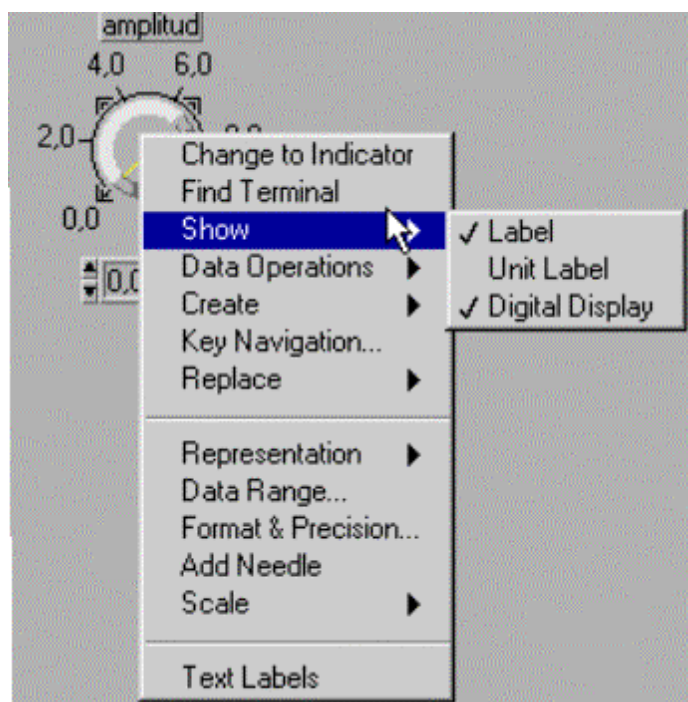 amplitud
4,0 6,0
2,0
0,0
Change to Indicator
Find Terminal
Show
Data Operations
Create
Key Navigation...
Replace
Representation
Data Range...
Format & Precision...
Add Needle
Scale
Text Labels
✓ Label
Unit Label
✓ Digital Display